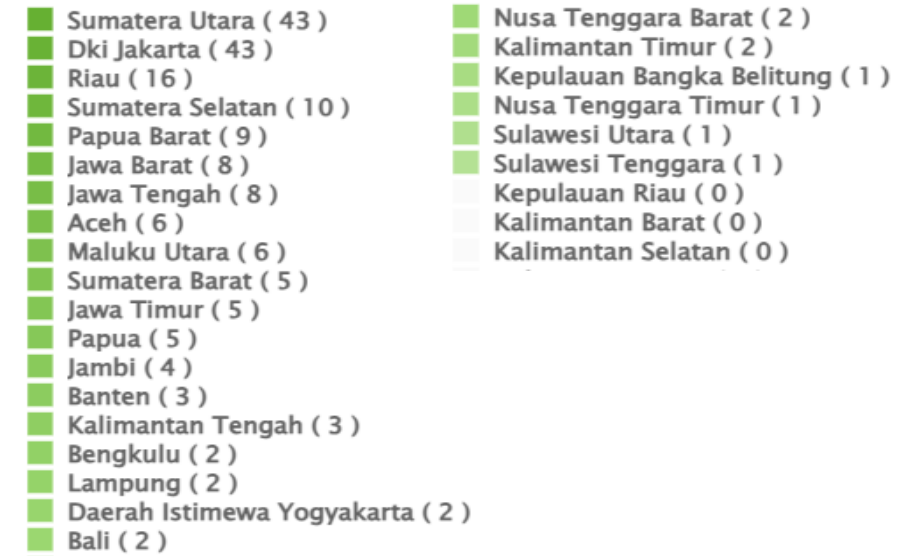 Sumatera Utara ( 43 )
Dki Jakarta ( 43 )
Riau ( 16 )
Sumatera Selatan ( 10 )
Papua Barat ( 9 )
Jawa Barat ( 8 )
Jawa Tengah ( 8 )
Aceh ( 6 )
Maluku Utara ( 6 )
Sumatera Barat ( 5 )
Jawa Timur ( 5 )
Papua ( 5 )
Jambi ( 4 )
Banten ( 3 )
Kalimantan Tengah ( 3 )
Bengkulu ( 2 )
Lampung ( 2 )
Daerah Istimewa Yogyakarta ( 2 )
Bali ( 2 )
Nusa Tenggara Barat ( 2 )
Kalimantan Timur ( 2 )
Kepulauan Bangka Belitung ( 1 )
Nusa Tenggara Timur ( 1 )
Sulawesi Utara ( 1 )
Sulawesi Tenggara ( 1 )
Kepulauan Riau ( 0 )
Kalimantan Barat ( 0 )
Kalimantan Selatan ( 0 )